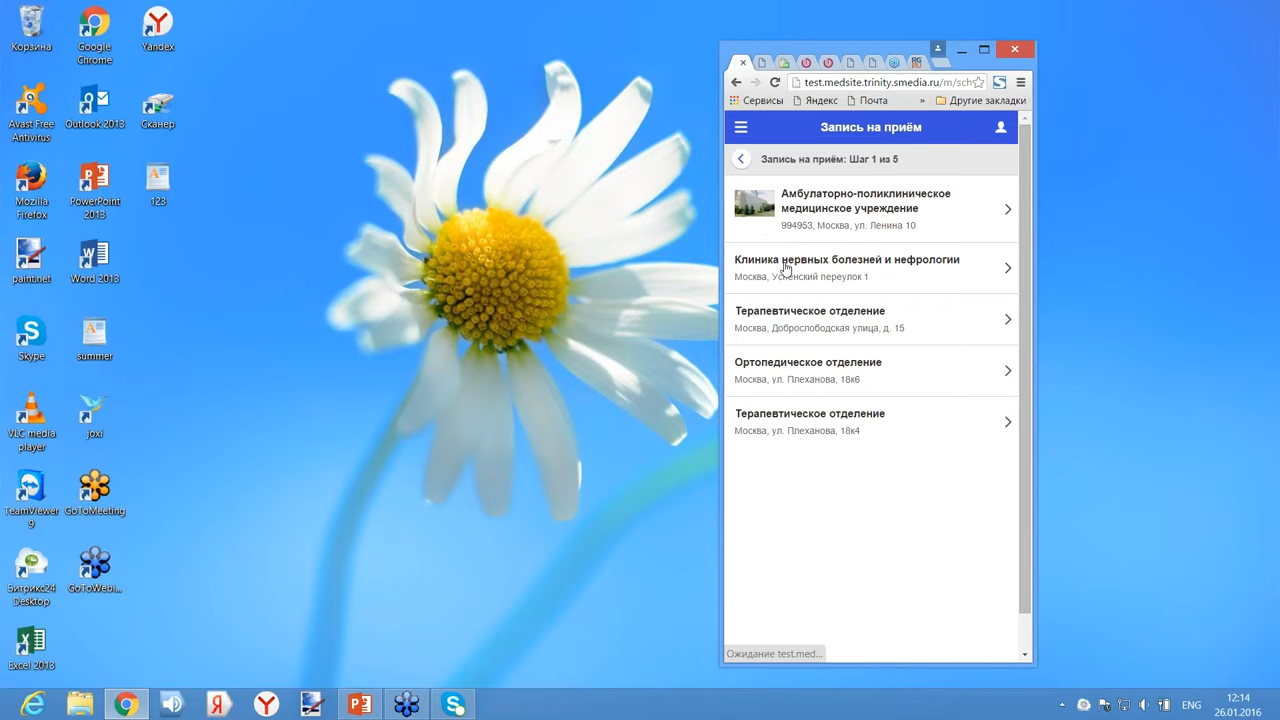 Корзина
Google
Chrome
Yandex
Avast Free
Antivirus
Outlook 2013
Сканер
Mozilla
Firefox
PowerPoint
2013
123
paint.net
Word 2013
Skype
summer
VLC media
player
joxi
TeamViewer
9
GoToMeeting
Битрикс24
Desktop
GoToWebi...
Excel 2013
test.medsite.trinity.smedia.ru/m/sch
Сервисы
Яндекс
Почта
»
Другие закладки
Запись на приём
Запись на приём: Шаг 1 из 5
Амбулаторно-поликлиническое
медицинское учреждение
994953, Москва, ул. Ленина 10
Клиника нервных болезней и нефрологии
Москва, Успенский переулок 1
Терапевтическое отделение
Москва, Доброслободская улица, д. 15
Ортопедическое отделение
Москва, ул. Плеханова, 18к6
Терапевтическое отделение
Москва, ул. Плеханова, 18к4
Ожидание test.med...
ENG
12:14
26.01.2016